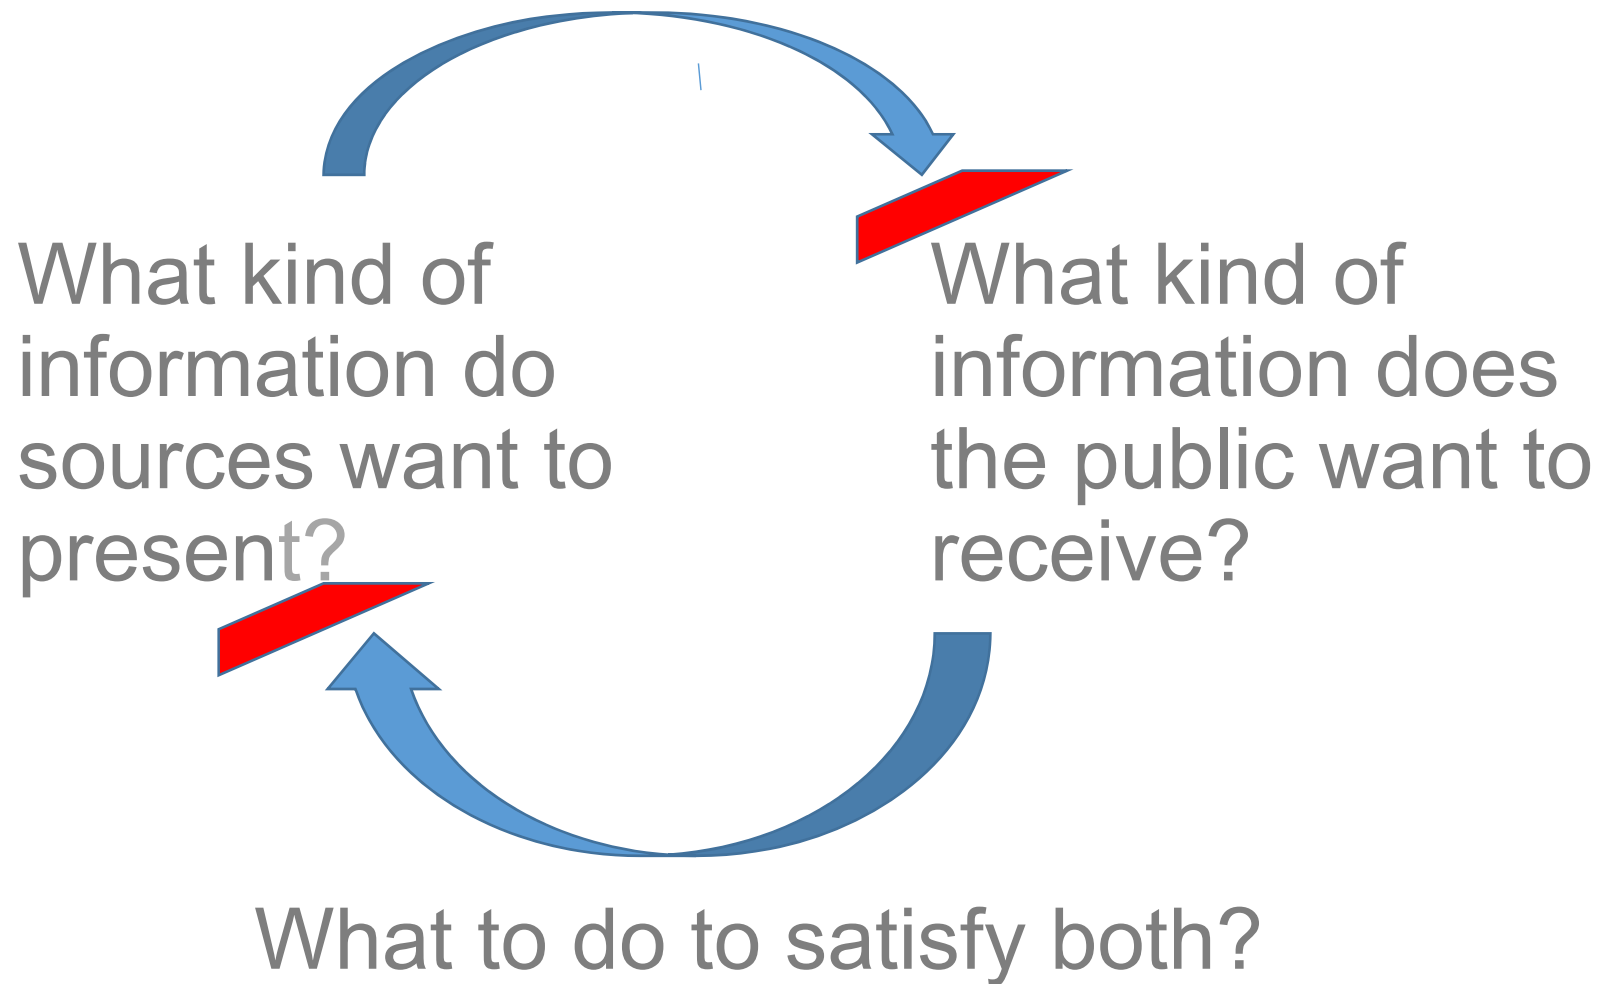 What kind of
information do
sources want to
present?
What kind of
information does
the public want to
receive?
What to do to satisfy both?